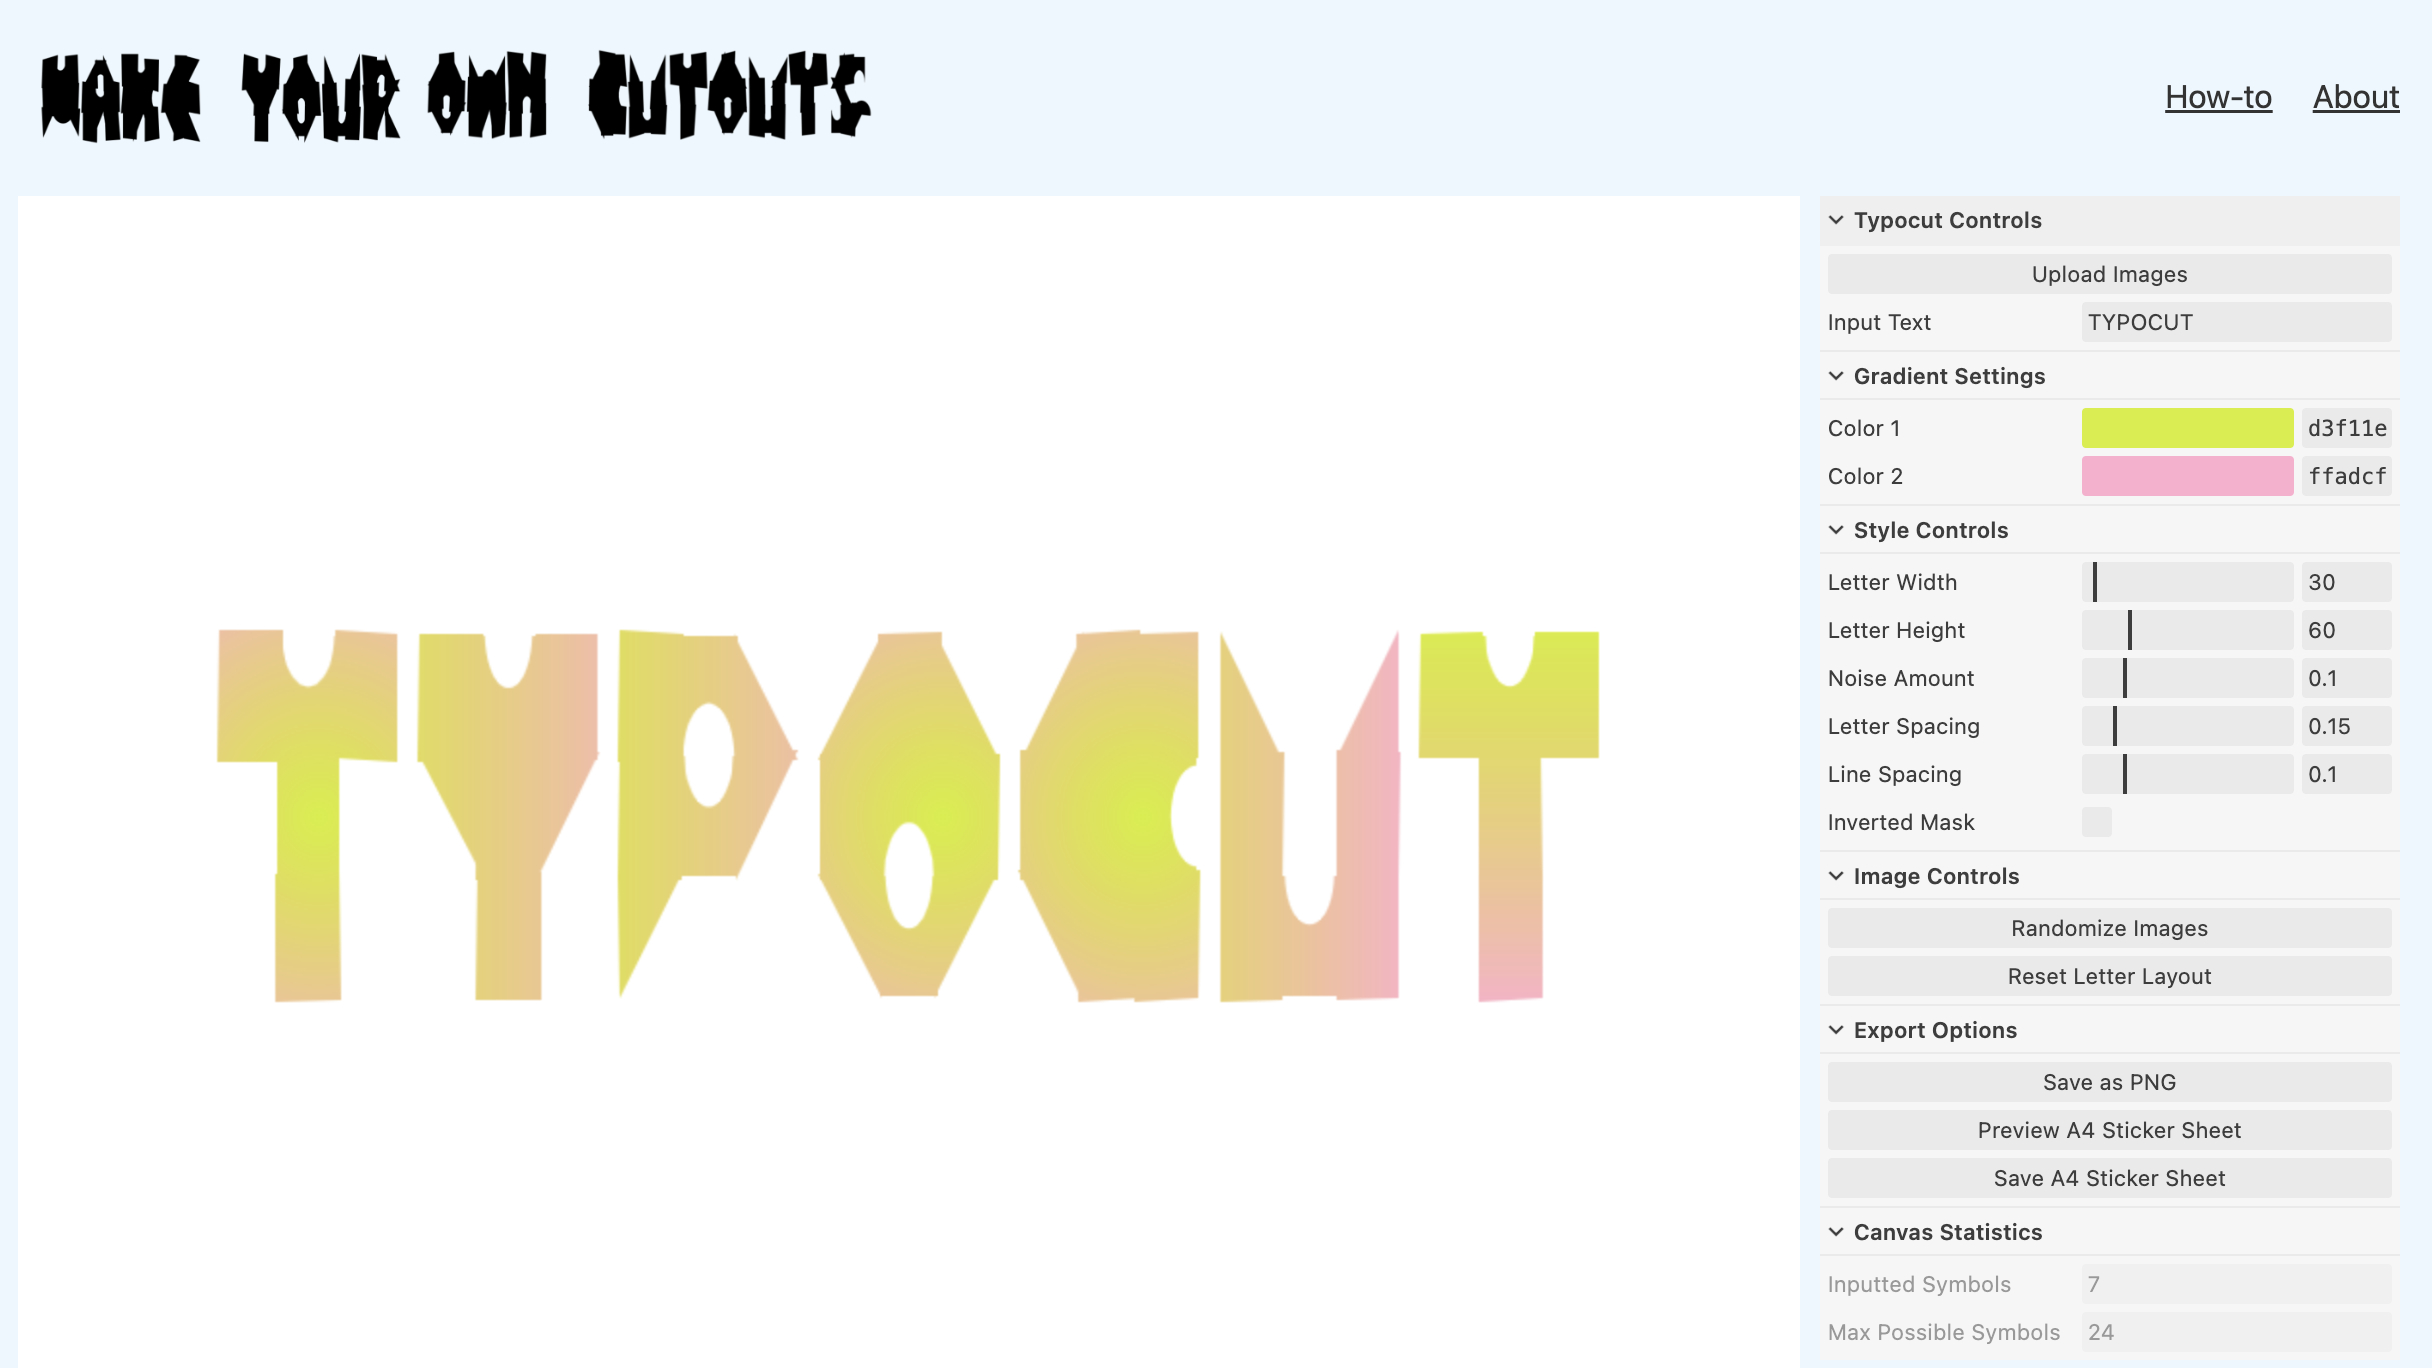 MAKE YOUR OWN CUTOUTS
How-to About
TYPOCUT
Typocut Controls
Upload Images
Input Text TYPOCUT
Gradient Settings
Color 1 d3f11e
Color 2 ffadcf
Style Controls
Letter Width 30
Letter Height 60
Noise Amount 0.1
Letter Spacing 0.15
Line Spacing 0.1
Inverted Mask
Image Controls
Randomize Images
Reset Letter Layout
Export Options
Save as PNG
Preview A4 Sticker Sheet
Save A4 Sticker Sheet
Canvas Statistics
Inputted Symbols 7
Max Possible Symbols 24